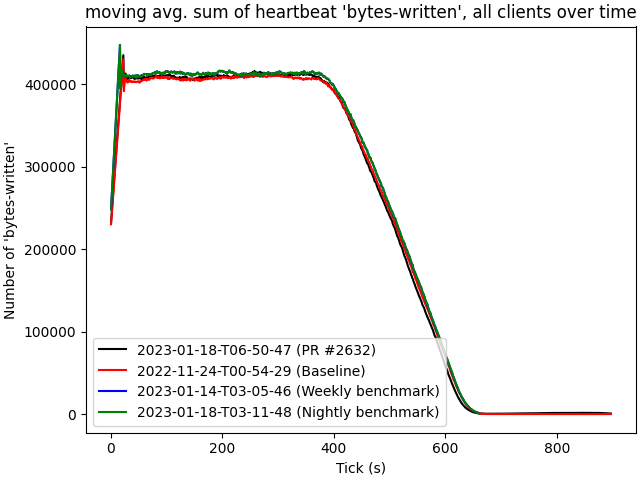 moving avg. sum of heartbeat 'bytes-written', all clients over time
Number of 'bytes-written'
400000
300000
200000
100000
0
2023-01-18-T06-50-47 (PR #2632)
2022-11-24-T00-54-29 (Baseline)
2023-01-14-T03-05-46 (Weekly benchmark)
2023-01-18-T03-11-48 (Nightly benchmark)
0 200 400 600 800
Tick (s)